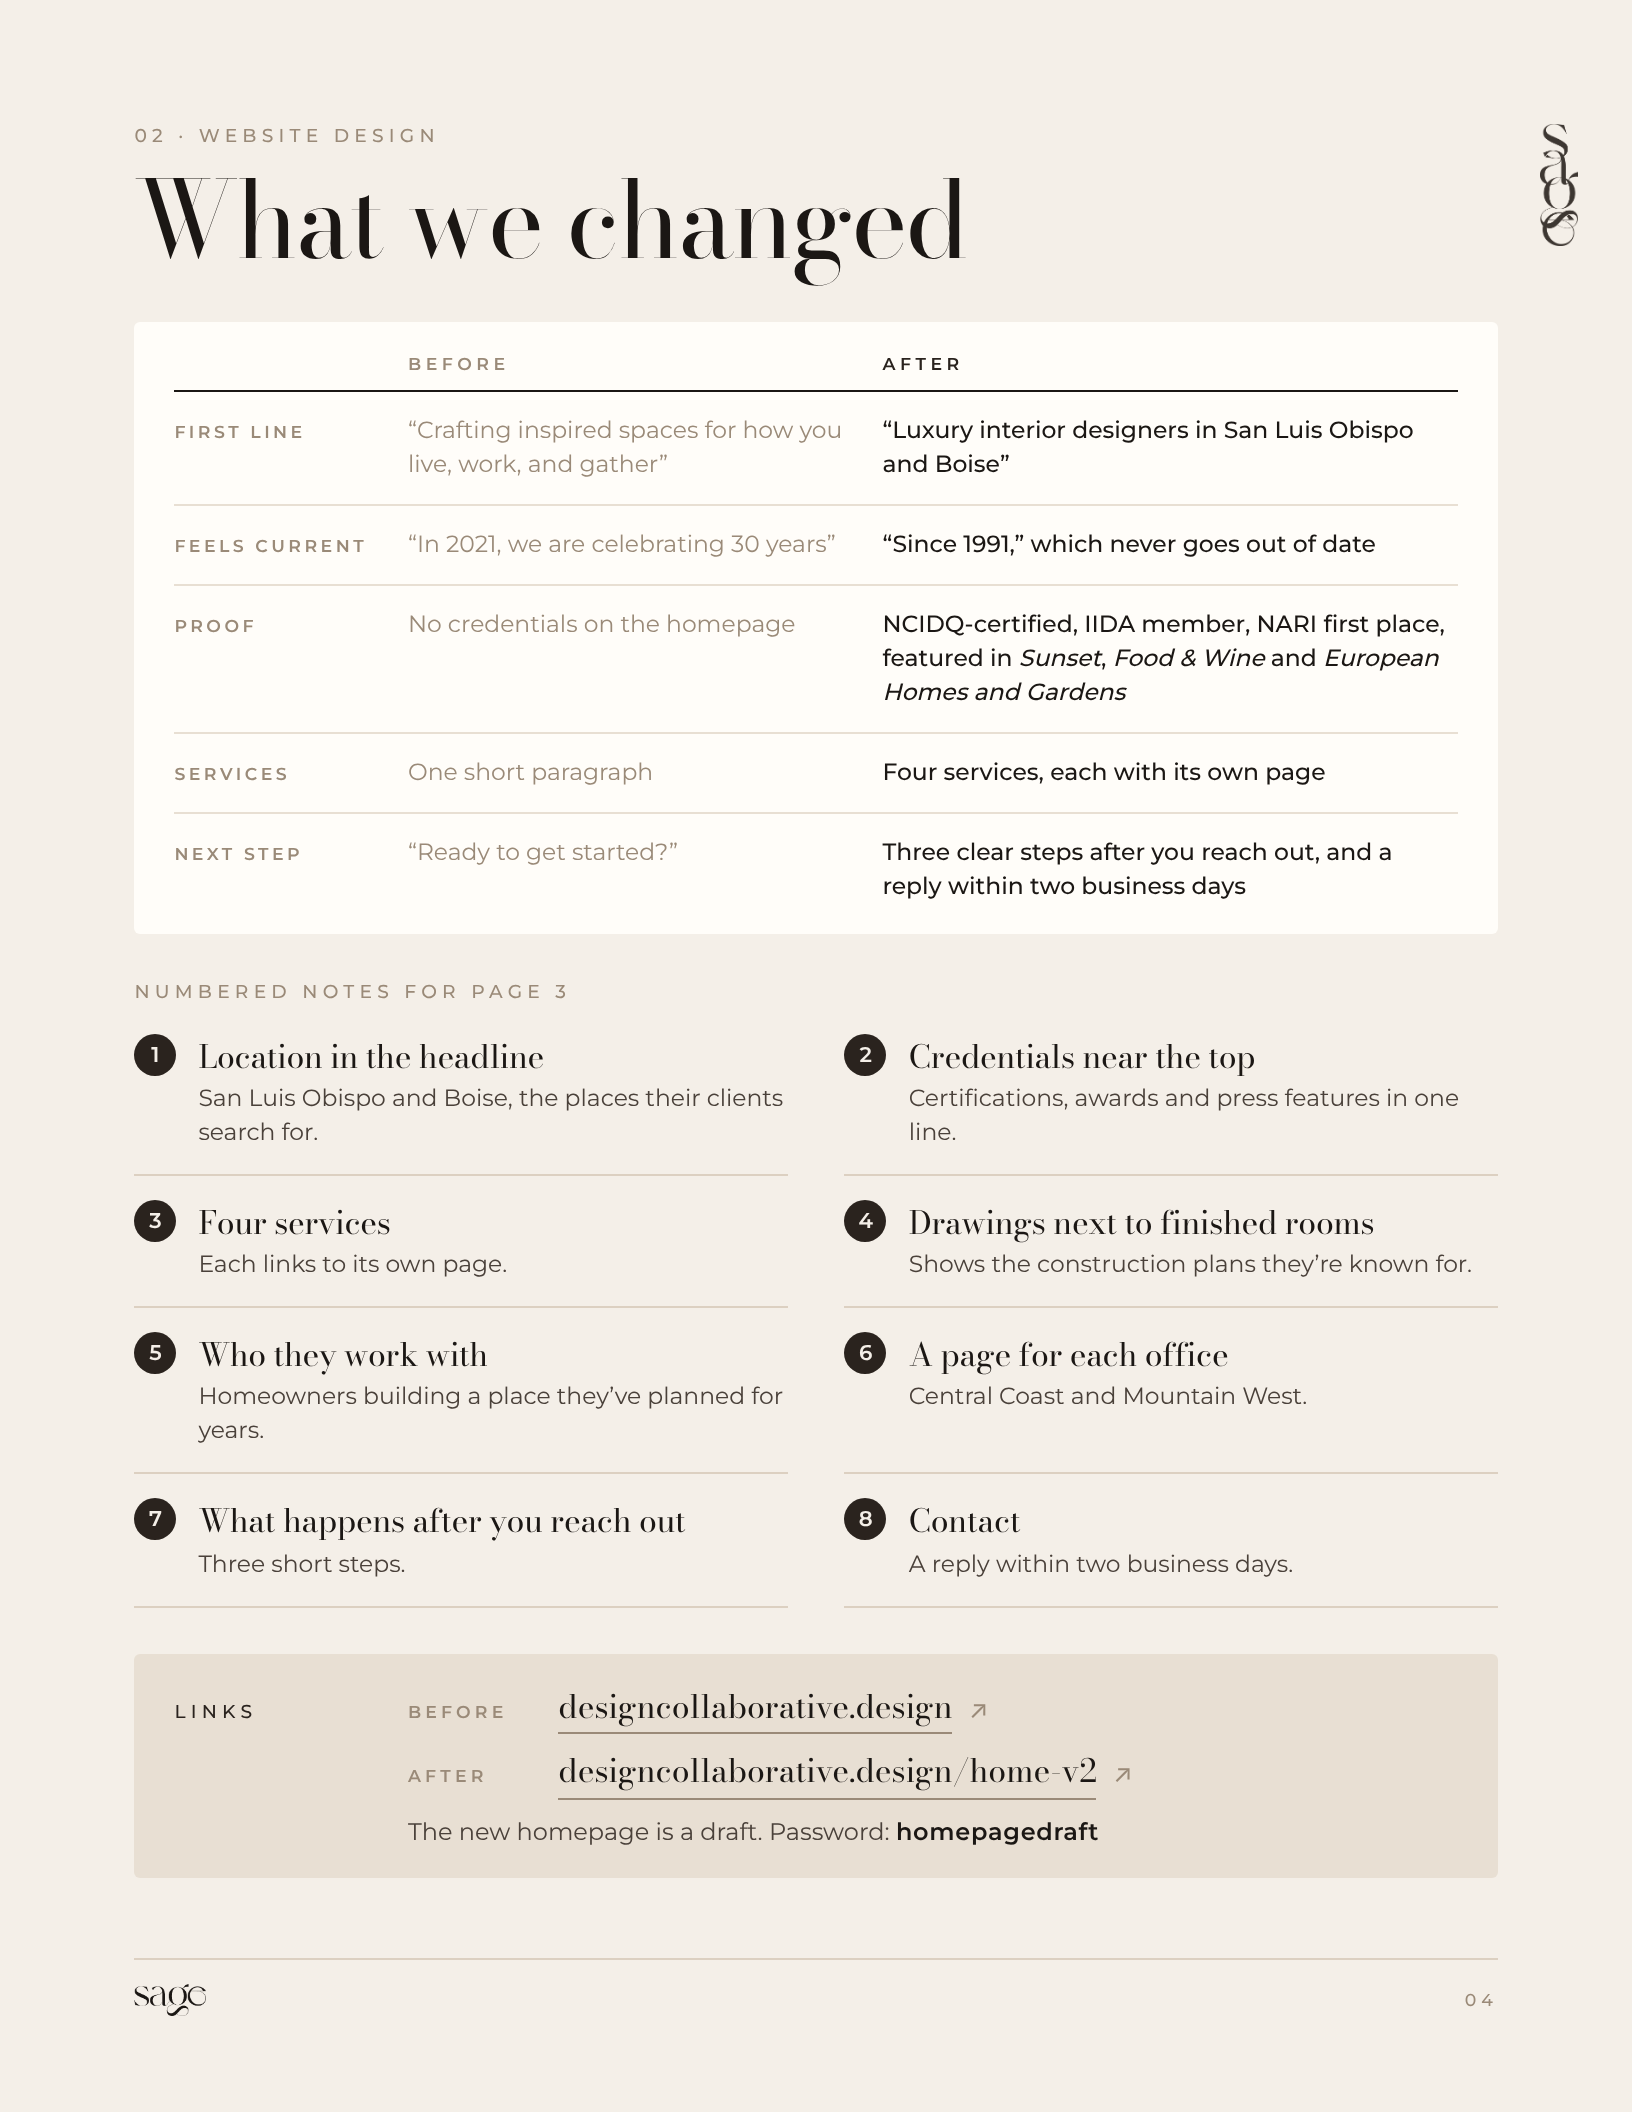 02 · WEBSITE DESIGN
sage
What we changed
BEFORE AFTER
FIRST LINE “Crafting inspired spaces for how you “Luxury interior designers in San Luis Obispo
live, work, and gather” and Boise”
FEELS CURRENT “In 2021, we are celebrating 30 years” “Since 1991,” which never goes out of date
PROOF No credentials on the homepage NCIDQ-certified, IIDA member, NARI first place,
featured in Sunset, Food & Wine and European
Homes and Gardens
SERVICES One short paragraph Four services, each with its own page
NEXT STEP “Ready to get started?” Three clear steps after you reach out, and a
reply within two business days
NUMBERED NOTES FOR PAGE 3
1 Location in the headline
San Luis Obispo and Boise, the places their clients
search for.
2 Credentials near the top
Certifications, awards and press features in one
line.
3 Four services
Each links to its own page.
4 Drawings next to finished rooms
Shows the construction plans they’re known for.
5 Who they work with
Homeowners building a place they’ve planned for
years.
6 A page for each office
Central Coast and Mountain West.
7 What happens after you reach out
Three short steps.
8 Contact
A reply within two business days.
LINKS BEFORE designcollaborative.design ↗
AFTER designcollaborative.design/home-v2 ↗
The new homepage is a draft. Password: homepagedraft
sage 04